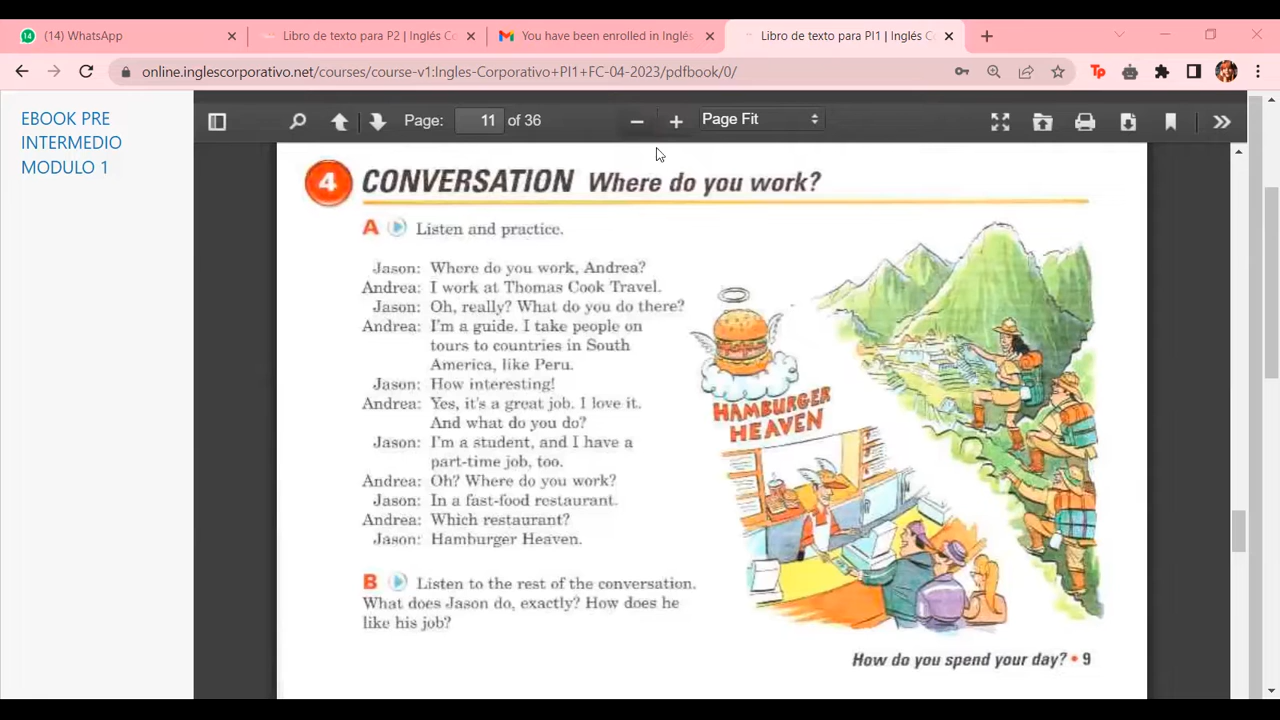 14 (14) WhatsApp
Libro de texto para P2 | Inglés Co
You have been enrolled in Inglés
Libro de texto para PI1 | Inglés C
online.inglescorporativo.net/courses/course-v1:Ingles-Corporativo+PI1+FC-04-2023/pdfbook/0/
Tp
EBOOK PRE
INTERMEDIO
MODULO 1
Page: 11 of 36
Page Fit
4 CONVERSATION Where do you work?
A Listen and practice.
Jason: Where do you work, Andrea?
Andrea: I work at Thomas Cook Travel.
Jason: Oh, really? What do you do there?
Andrea: I'm a guide. I take people on
tours to countries in South
America, like Peru.
Jason: How interesting!
Andrea: Yes, it's a great job. I love it.
And what do you do?
Jason: I'm a student, and I have a
part-time job, too.
Andrea: Oh? Where do you work?
Jason: In a fast-food restaurant.
Andrea: Which restaurant?
Jason: Hamburger Heaven.
HAMBURGER
HEAVEN
B Listen to the rest of the conversation.
What does Jason do, exactly? How does he
like his job?
How do you spend your day? • 9